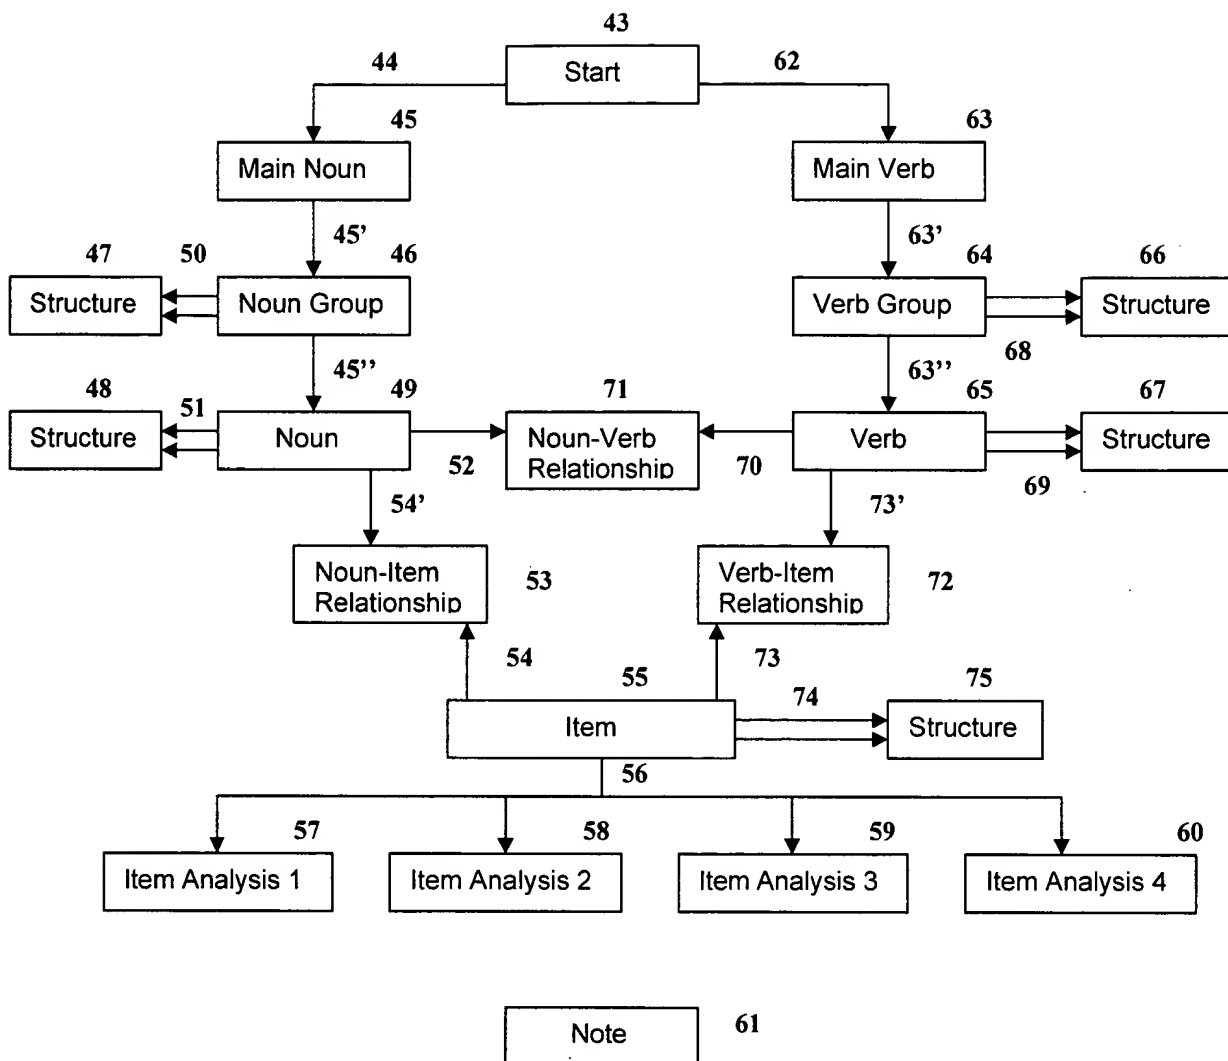 43
44
Start
62
45
63
Main Noun
Main Verb
45'
63'
47
50
46
64
66
Structure
Noun Group
Verb Group
Structure
68
45''
63''
48
51
49
71
65
67
Structure
Noun
Noun-Verb
Relationship
Verb
Structure
52
70
69
54'
73'
Noun-Item
Relationship
53
Verb-Item
Relationship
72
54
73
55
74
75
Item
Structure
56
57
58
59
60
Item Analysis 1
Item Analysis 2
Item Analysis 3
Item Analysis 4
Note
61